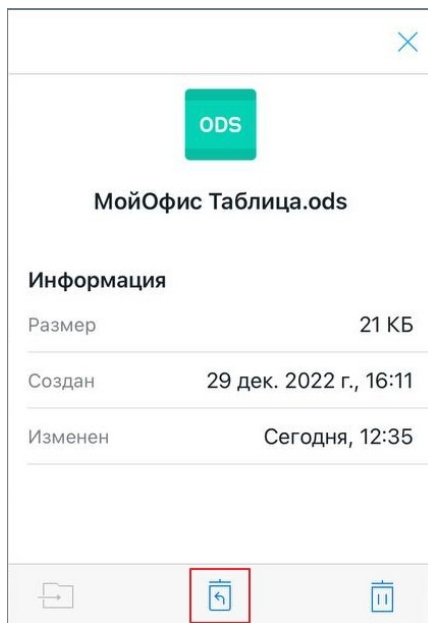 ODS
МойОфис Таблица.ods
Информация
Размер 21 КБ
Создан 29 дек. 2022 г., 16:11
Изменен Сегодня, 12:35